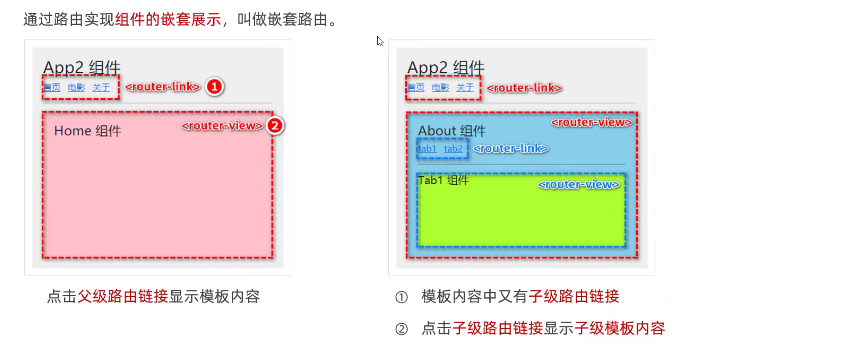 通过路由实现组件的嵌套展示，叫做嵌套路由。
App2 组件
首页 电影 关于 <router-link> 1
<router-view> 2
Home 组件
点击父级路由链接显示模板内容
App2 组件
首页 电影 关于 <router-link>
<router-view>
About 组件
tab1 tab2 <router-link>
Tab1 组件 <router-view>
① 模板内容中又有子级路由链接
② 点击子级路由链接显示子级模板内容